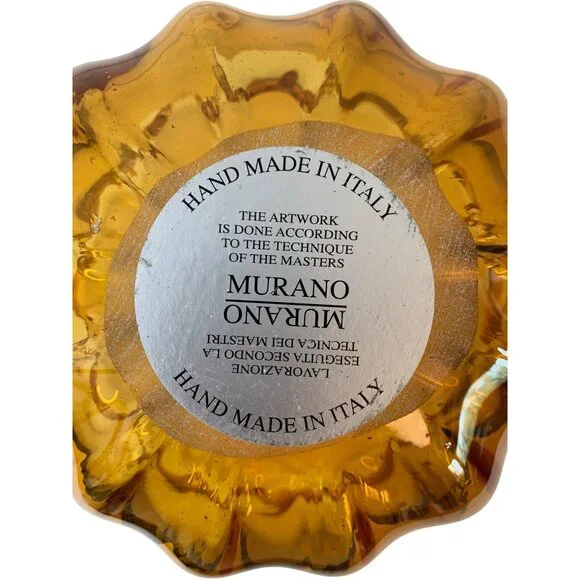 HAND MADE IN ITALY
THE ARTWORK
IS DONE ACCORDING
TO THE TECHNIQUE
OF THE MASTERS
MURANO
MURANO
LAVORAZIONE
ESEGUITA SECONDO LA
TECNICA DEI MAESTRI
HAND MADE IN ITALY